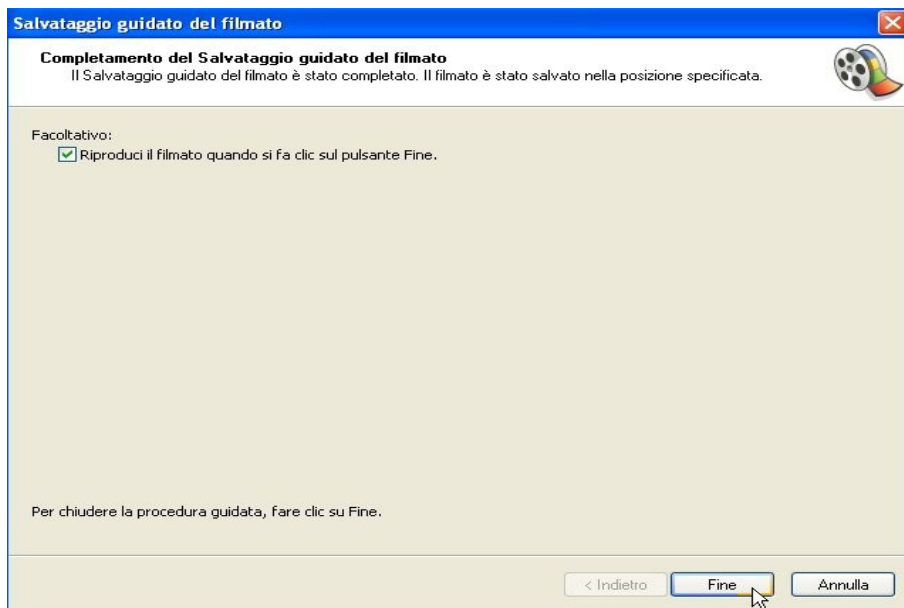 Salvataggio guidato del filmato
Completamento del Salvataggio guidato del filmato
Il Salvataggio guidato del filmato è stato completato. Il filmato è stato salvato nella posizione specificata.
Facoltativo:
Riproduci il filmato quando si fa clic sul pulsante Fine.
Per chiudere la procedura guidata, fare clic su Fine.
< Indietro Fine Annulla